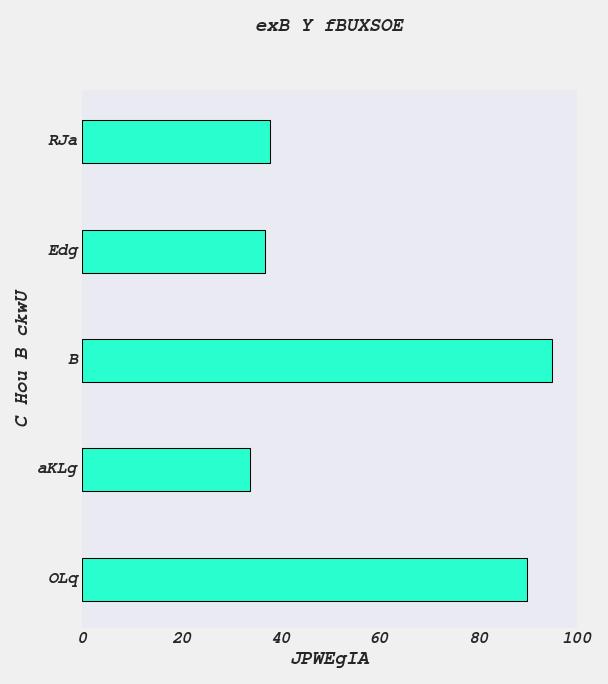 exB Y fBUXSOE
RJa
Edg
B
aKLg
OLq
C Hou B ckwU
0 20 40 60 80 100
JPWEgIA